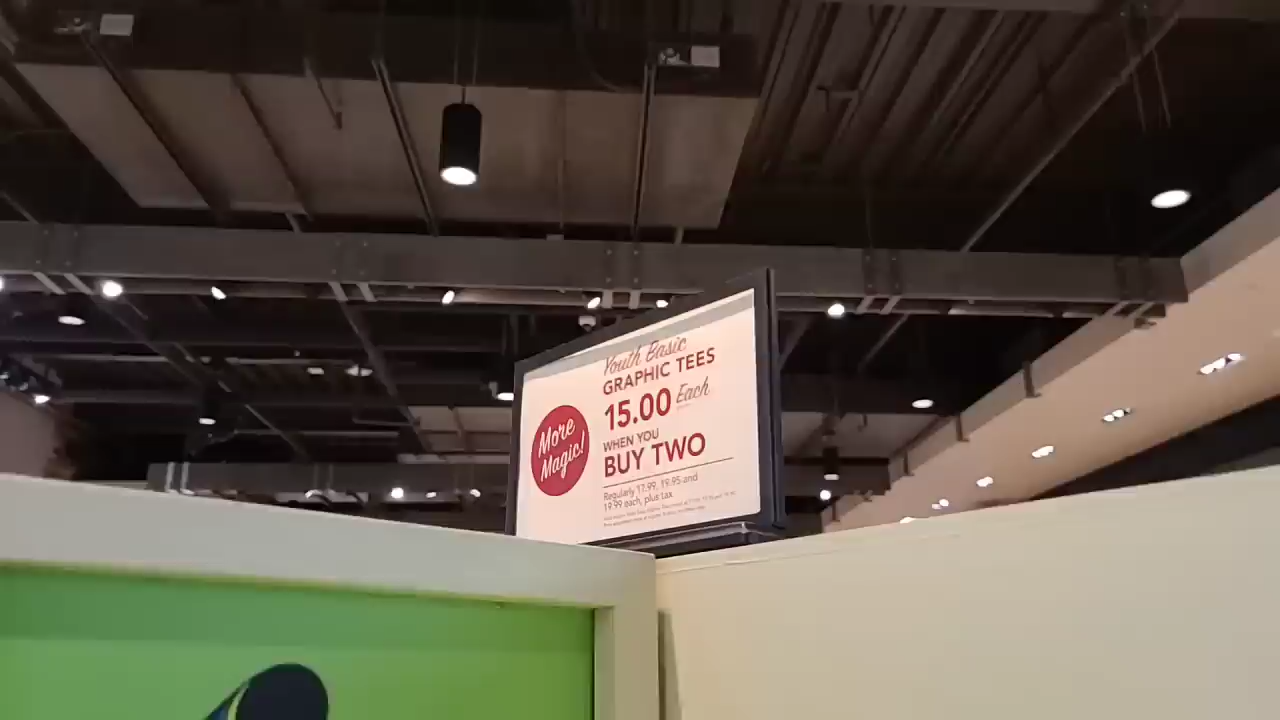 More
Magic!
Youth Basic
GRAPHIC TEES
15.00 Each
WHEN YOU
BUY TWO
Regularly 17.99, 19.95 and
19.99 each, plus tax